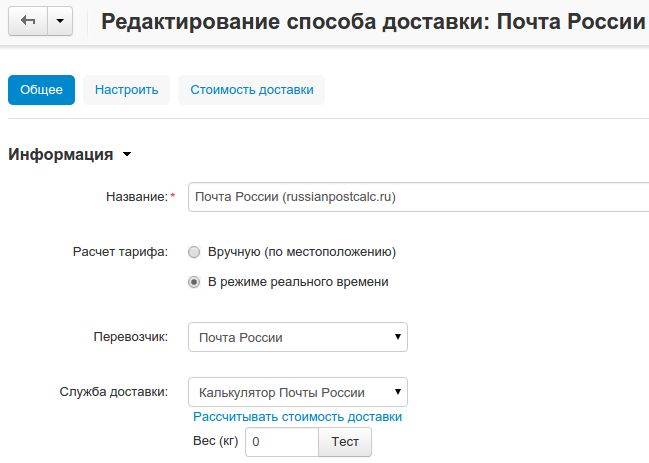 Редактирование способа доставки: Почта России
Общее Настроить Стоимость доставки
Информация
Название:* Почта России (russianpostcalc.ru)
Расчет тарифа: Вручную (по местоположению)
В режиме реального времени
Перевозчик: Почта России
Служба доставки: Калькулятор Почты России
Рассчитывать стоимость доставки
Вес (кг) 0 Тест